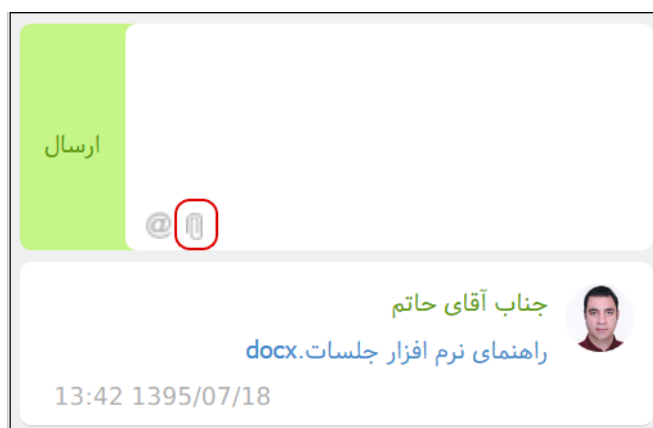 ارسال
@
جناب آقای حاتم
راهنمای نرم افزار جلسات.docx
13:42 1395/07/18